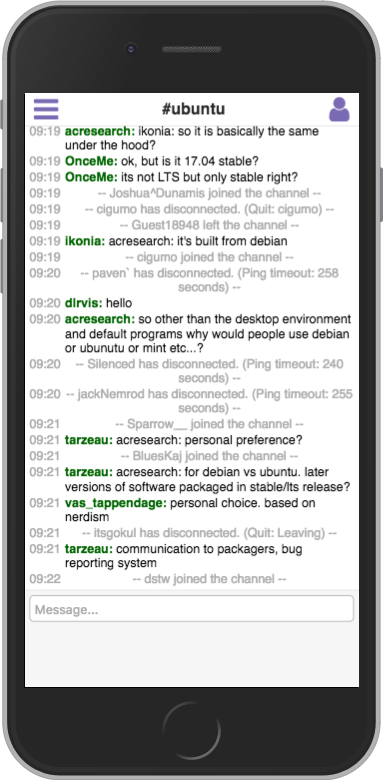 #ubuntu
09:19 acresearch: ikonia: so it is basically the same
under the hood?
09:19 OnceMe: ok, but is it 17.04 stable?
09:19 OnceMe: its not LTS but only stable right?
09:19 -- Joshua^Dunamis joined the channel --
09:19 -- cigumo has disconnected. (Quit: cigumo) --
09:19 -- Guest18948 left the channel --
09:19 ikonia: acresearch: it's built from debian
09:19 -- cigumo joined the channel --
09:20 -- paven` has disconnected. (Ping timeout: 258
seconds) --
09:20 dlrvis: hello
09:20 acresearch: so other than the desktop environment
and default programs why would people use debian
or ubunutu or mint etc...?
09:20 -- Silenced has disconnected. (Ping timeout: 240
seconds) --
09:20 -- jackNemrod has disconnected. (Ping timeout: 255
seconds) --
09:21 -- Sparrow__ joined the channel --
09:21 tarzeau: acresearch: personal preference?
09:21 -- BluesKaj joined the channel --
09:21 tarzeau: acresearch: for debian vs ubuntu. later
versions of software packaged in stable/lts release?
09:21 vas_tappendage: personal choice. based on
nerdism
09:21 -- itsgokul has disconnected. (Quit: Leaving) --
09:21 tarzeau: communication to packagers, bug
reporting system
09:22 -- dstw joined the channel --
Message...